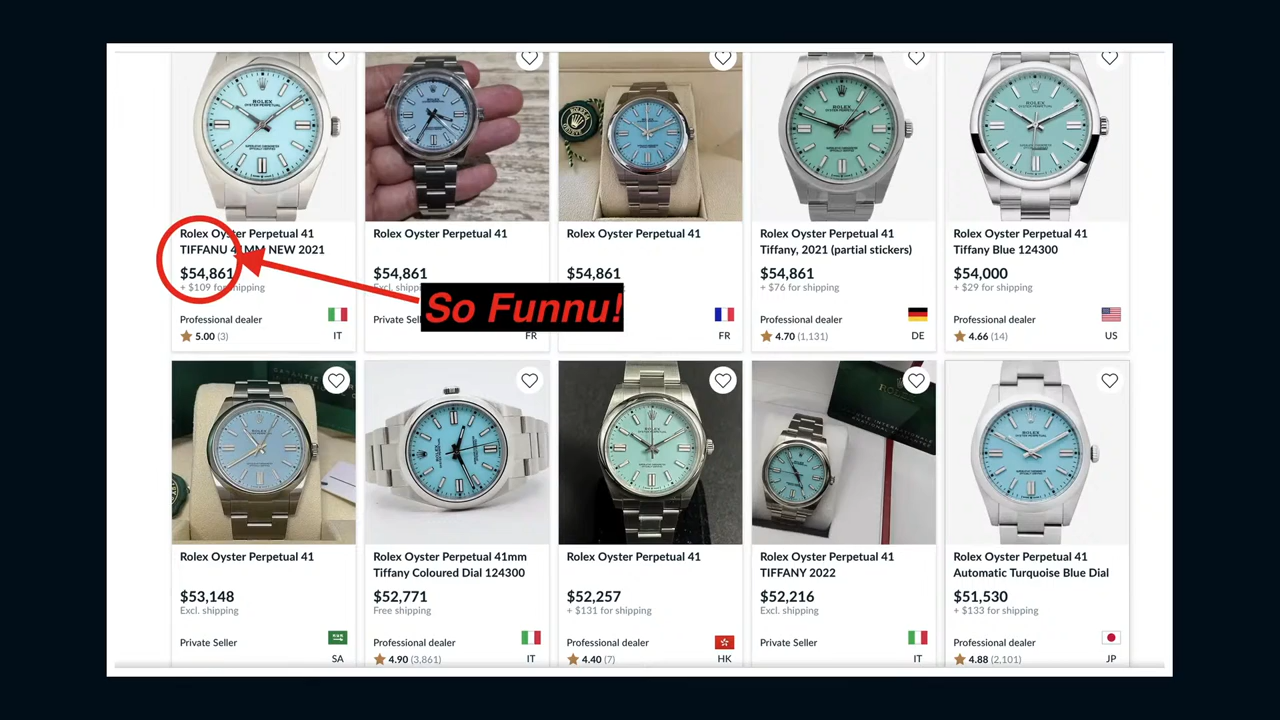 Rolex Oyster Perpetual 41
TIFFANU 41MM NEW 2021
$54,861
+ $109 for shipping
Professional dealer
5.00 (3)
IT
Rolex Oyster Perpetual 41
$54,861
Excl. shipp
Private Sel
FR
Rolex Oyster Perpetual 41
$54,861
FR
Rolex Oyster Perpetual 41
Tiffany, 2021 (partial stickers)
$54,861
+ $76 for shipping
Professional dealer
4.70 (1,131)
DE
Rolex Oyster Perpetual 41
Tiffany Blue 124300
$54,000
+ $29 for shipping
Professional dealer
4.66 (14)
US
So Funnu!
Rolex Oyster Perpetual 41
$53,148
Excl. shipping
Private Seller
SA
Rolex Oyster Perpetual 41mm
Tiffany Coloured Dial 124300
$52,771
Free shipping
Professional dealer
4.90 (3,861)
IT
Rolex Oyster Perpetual 41
$52,257
+ $131 for shipping
Professional dealer
4.40 (7)
HK
Rolex Oyster Perpetual 41
TIFFANY 2022
$52,216
Excl. shipping
Private Seller
IT
Rolex Oyster Perpetual 41
Automatic Turquoise Blue Dial
$51,530
+ $133 for shipping
Professional dealer
4.88 (2,101)
JP